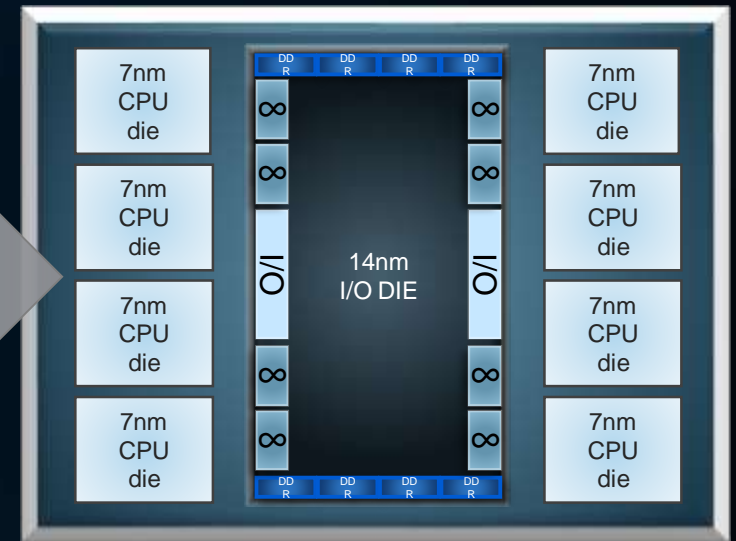 7nm
CPU
die
7nm
CPU
die
7nm
CPU
die
7nm
CPU
die
DD
R
DD
R
DD
R
DD
R
∞
∞
I/O
∞
∞
14nm
I/O DIE
∞
∞
I/O
∞
∞
DD
R
DD
R
DD
R
DD
R
7nm
CPU
die
7nm
CPU
die
7nm
CPU
die
7nm
CPU
die